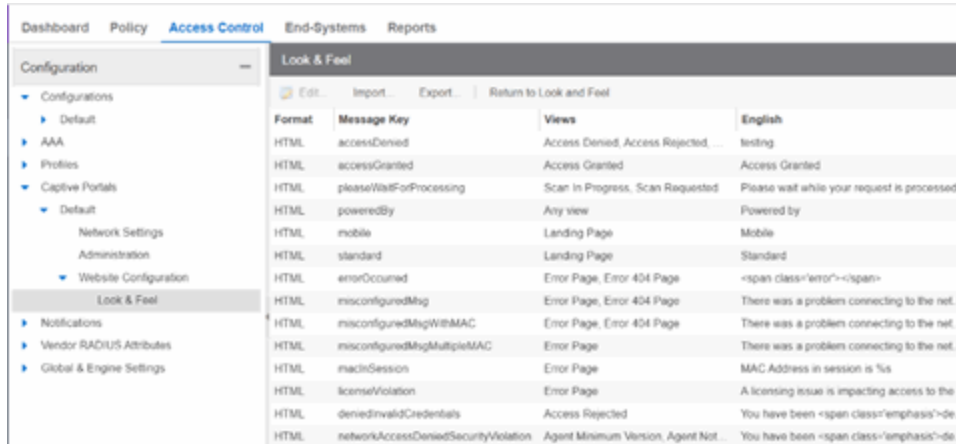 Dashboard Policy Access Control End-Systems Reports
Configuration
Configurations
Default
AAA
Profiles
Captive Portals
Default
Network Settings
Administration
Website Configuration
Look & Feel
Notifications
Vendor RADIUS Attributes
Global & Engine Settings
Look & Feel
Edit... Import... Export... Return to Look and Feel
Format Message Key Views English
HTML accessDenied Access Denied, Access Rejected, ... testing
HTML accessGranted Access Granted Access Granted
HTML pleaseWaitForProcessing Scan In Progress, Scan Requested Please wait while your request is processed
HTML poweredBy Any view Powered by
HTML mobile Landing Page Mobile
HTML standard Landing Page Standard
HTML errorOccurred Error Page, Error 404 Page <span class='error'></span>
HTML misconfiguredMsg Error Page, Error 404 Page There was a problem connecting to the net.
HTML misconfiguredMsgWithMAC Error Page, Error 404 Page There was a problem connecting to the net.
HTML misconfiguredMsgMultipleMAC Error Page There was a problem connecting to the net.
HTML macInSession Error Page MAC Address in session is %s
HTML licenseViolation Error Page A licensing issue is impacting access to the
HTML deniedInvalidCredentials Access Rejected You have been <span class='emphasis'>de
HTML networkAccessDeniedSecurityViolation Agent Minimum Version, Agent Not... You have been <span class='emphasis'>de